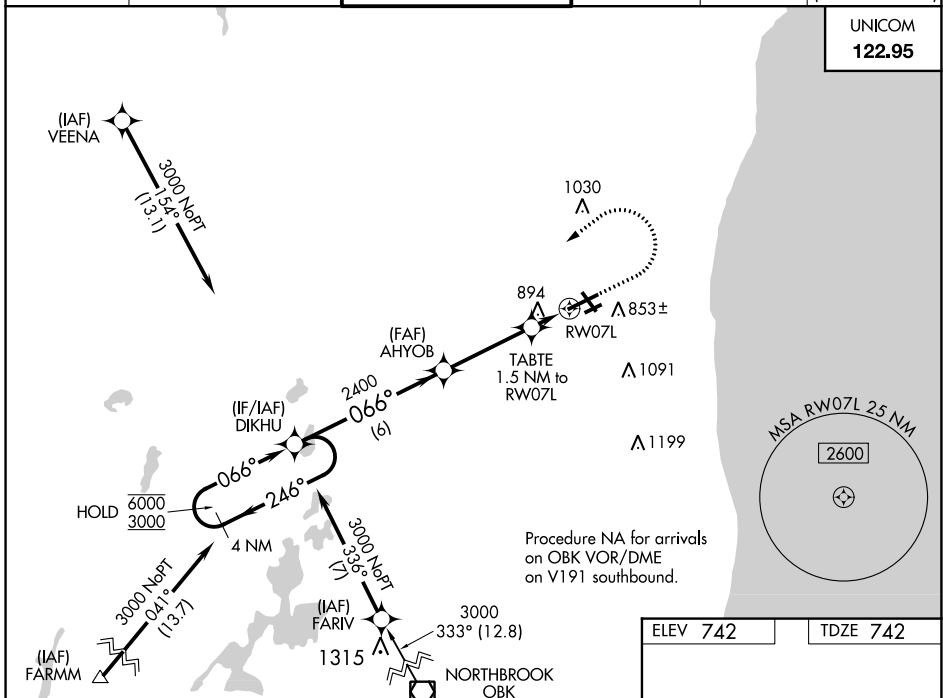 UNICOM
122.95
(IAF)
VEENA
3000 NoPT
154°
(13.1)
1030
894
853±
RW07L
(FAF)
AHYOB
TABTE
1.5 NM to
RW07L
1091
2400
066°
(6)
(IF/IAF)
DIKHU
1199
MSA RW07L 25 NM
2600
066°
246°
HOLD
6000
3000
4 NM
3000 NoPT
041°
(13.7)
3000 NoPT
336°
(7)
Procedure NA for arrivals
on OBK VOR/DME
on V191 southbound.
(IAF)
FARIV
1315
3000
333° (12.8)
(IAF)
FARMM
NORTHBROOK
OBK
ELEV 742
TDZE 742